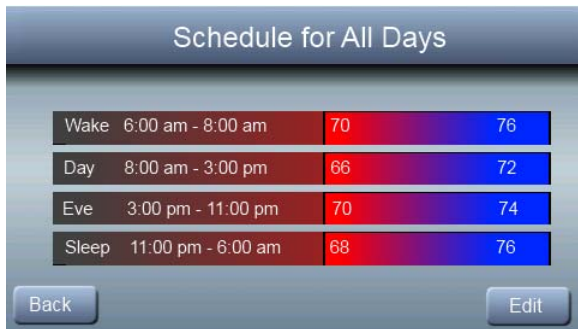 Schedule for All Days
Wake 6:00 am - 8:00 am 70 76
Day 8:00 am - 3:00 pm 66 72
Eve 3:00 pm - 11:00 pm 70 74
Sleep 11:00 pm - 6:00 am 68 76
Back Edit